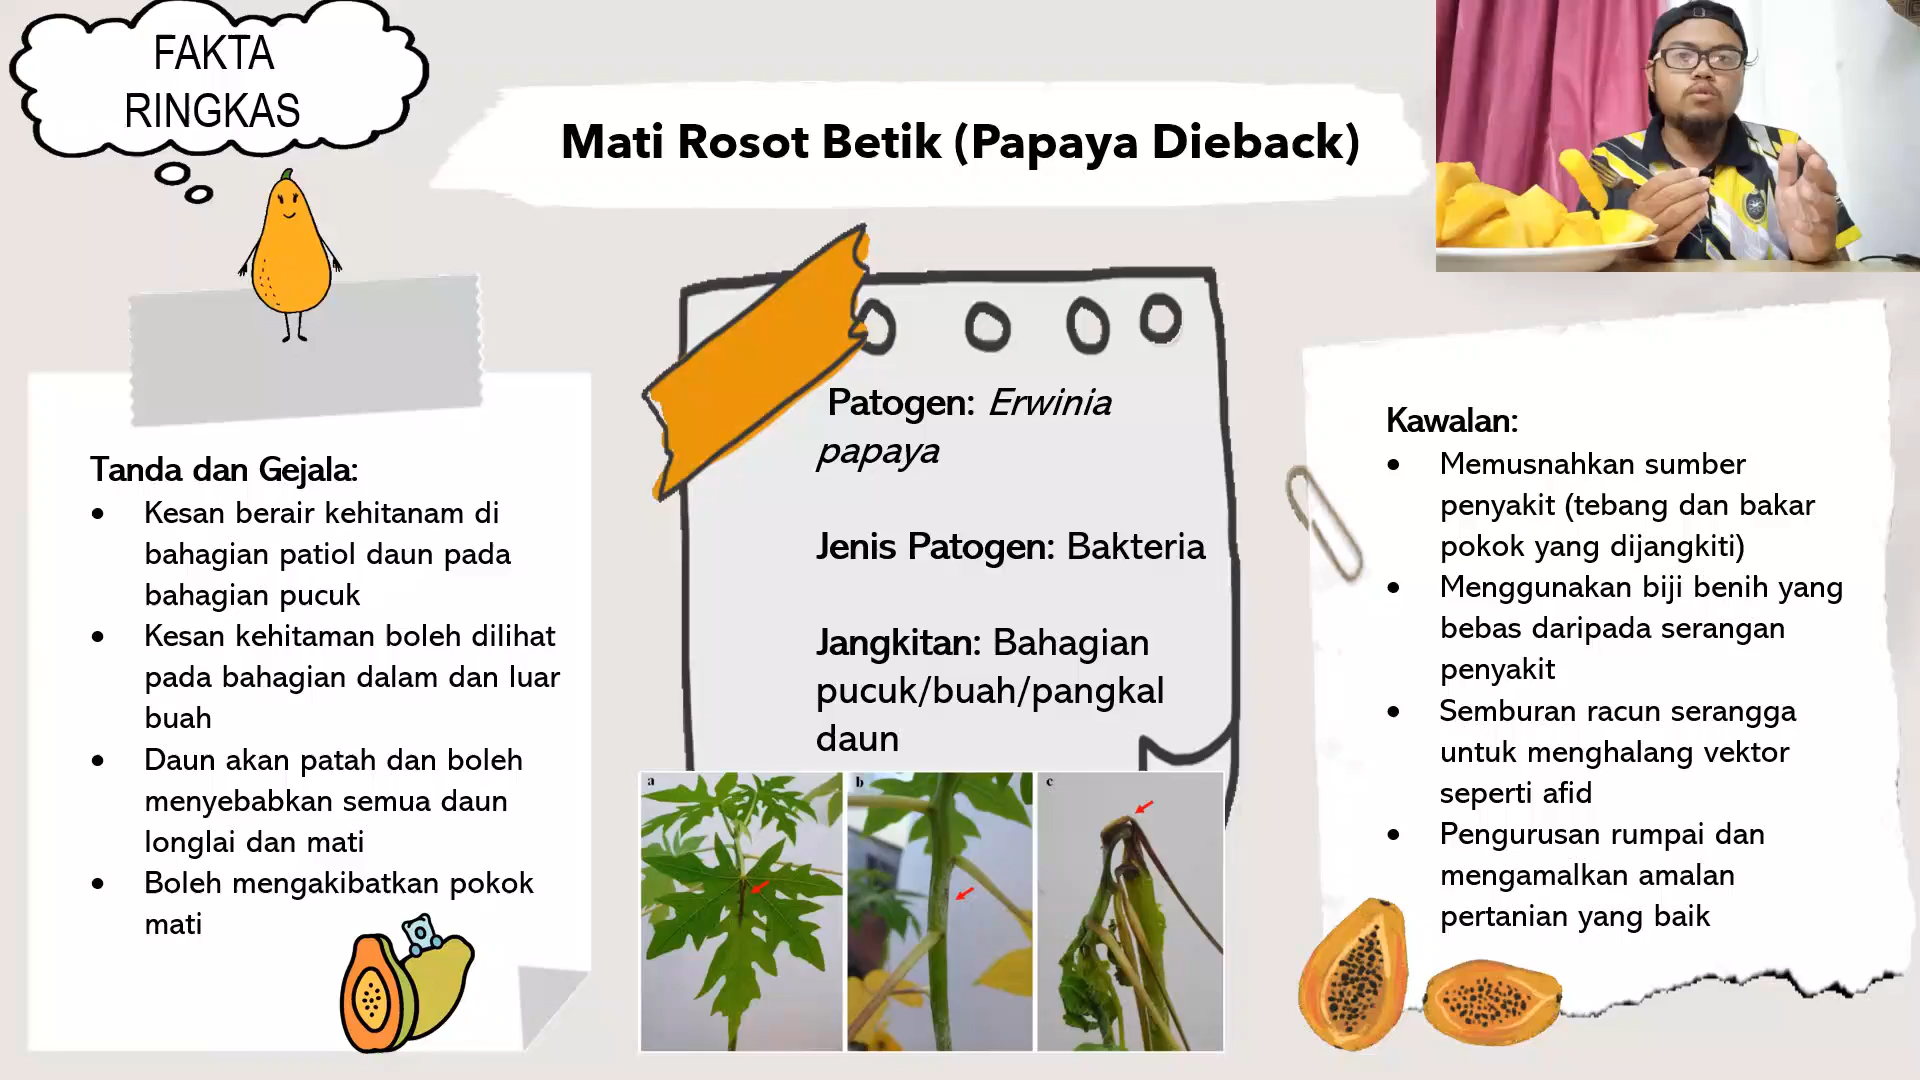 FAKTA
RINGKAS
Mati Rosot Betik (Papaya Dieback)
Tanda dan Gejala:
• Kesan berair kehitanam di
bahagian patiol daun pada
bahagian pucuk
• Kesan kehitaman boleh dilihat
pada bahagian dalam dan luar
buah
• Daun akan patah dan boleh
menyebabkan semua daun
longlai dan mati
• Boleh mengakibatkan pokok
mati
Patogen: Erwinia
papaya
Jenis Patogen: Bakteria
Jangkitan: Bahagian
pucuk/buah/pangkal
daun
a
b
c
Kawalan:
• Memusnahkan sumber
penyakit (tebang dan bakar
pokok yang dijangkiti)
• Menggunakan biji benih yang
bebas daripada serangan
penyakit
• Semburan racun serangga
untuk menghalang vektor
seperti afid
• Pengurusan rumpai dan
mengamalkan amalan
pertanian yang baik